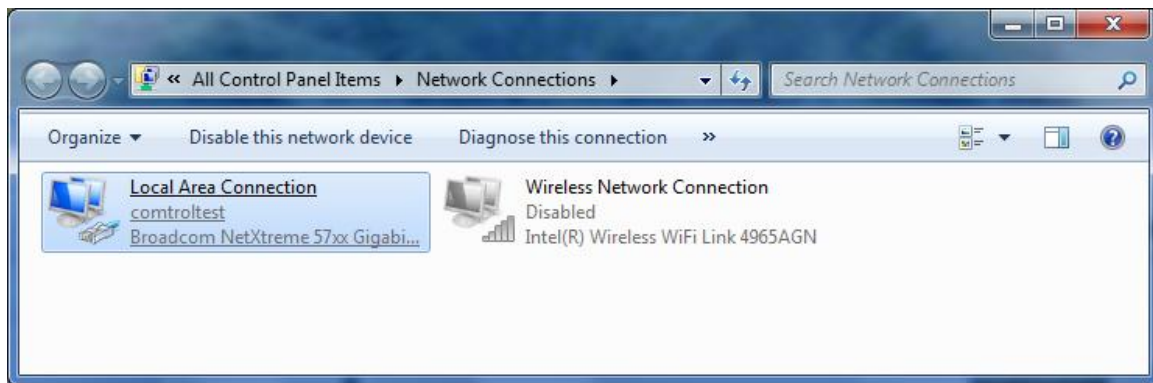 « All Control Panel Items ▸ Network Connections ▸
Search Network Connections
Organize ▼ Disable this network device Diagnose this connection »
Local Area Connection
comtroltest
Broadcom NetXtreme 57xx Gigabi...
Wireless Network Connection
Disabled
Intel(R) Wireless WiFi Link 4965AGN